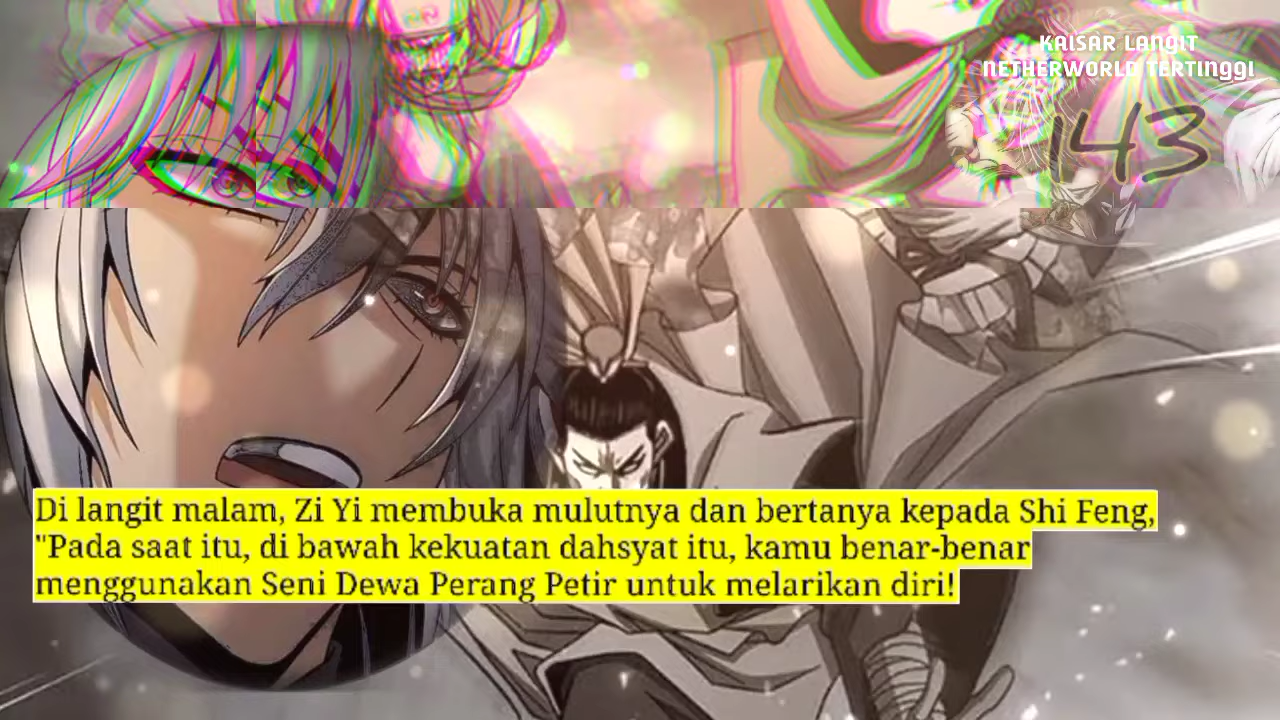 KAISAR LANGIT
NETHERWORLD TERTINGGI
143
Di langit malam, Zi Yi membuka mulutnya dan bertanya kepada Shi Feng,
"Pada saat itu, di bawah kekuatan dahsyat itu, kamu benar-benar
menggunakan Seni Dewa Perang Petir untuk melarikan diri!